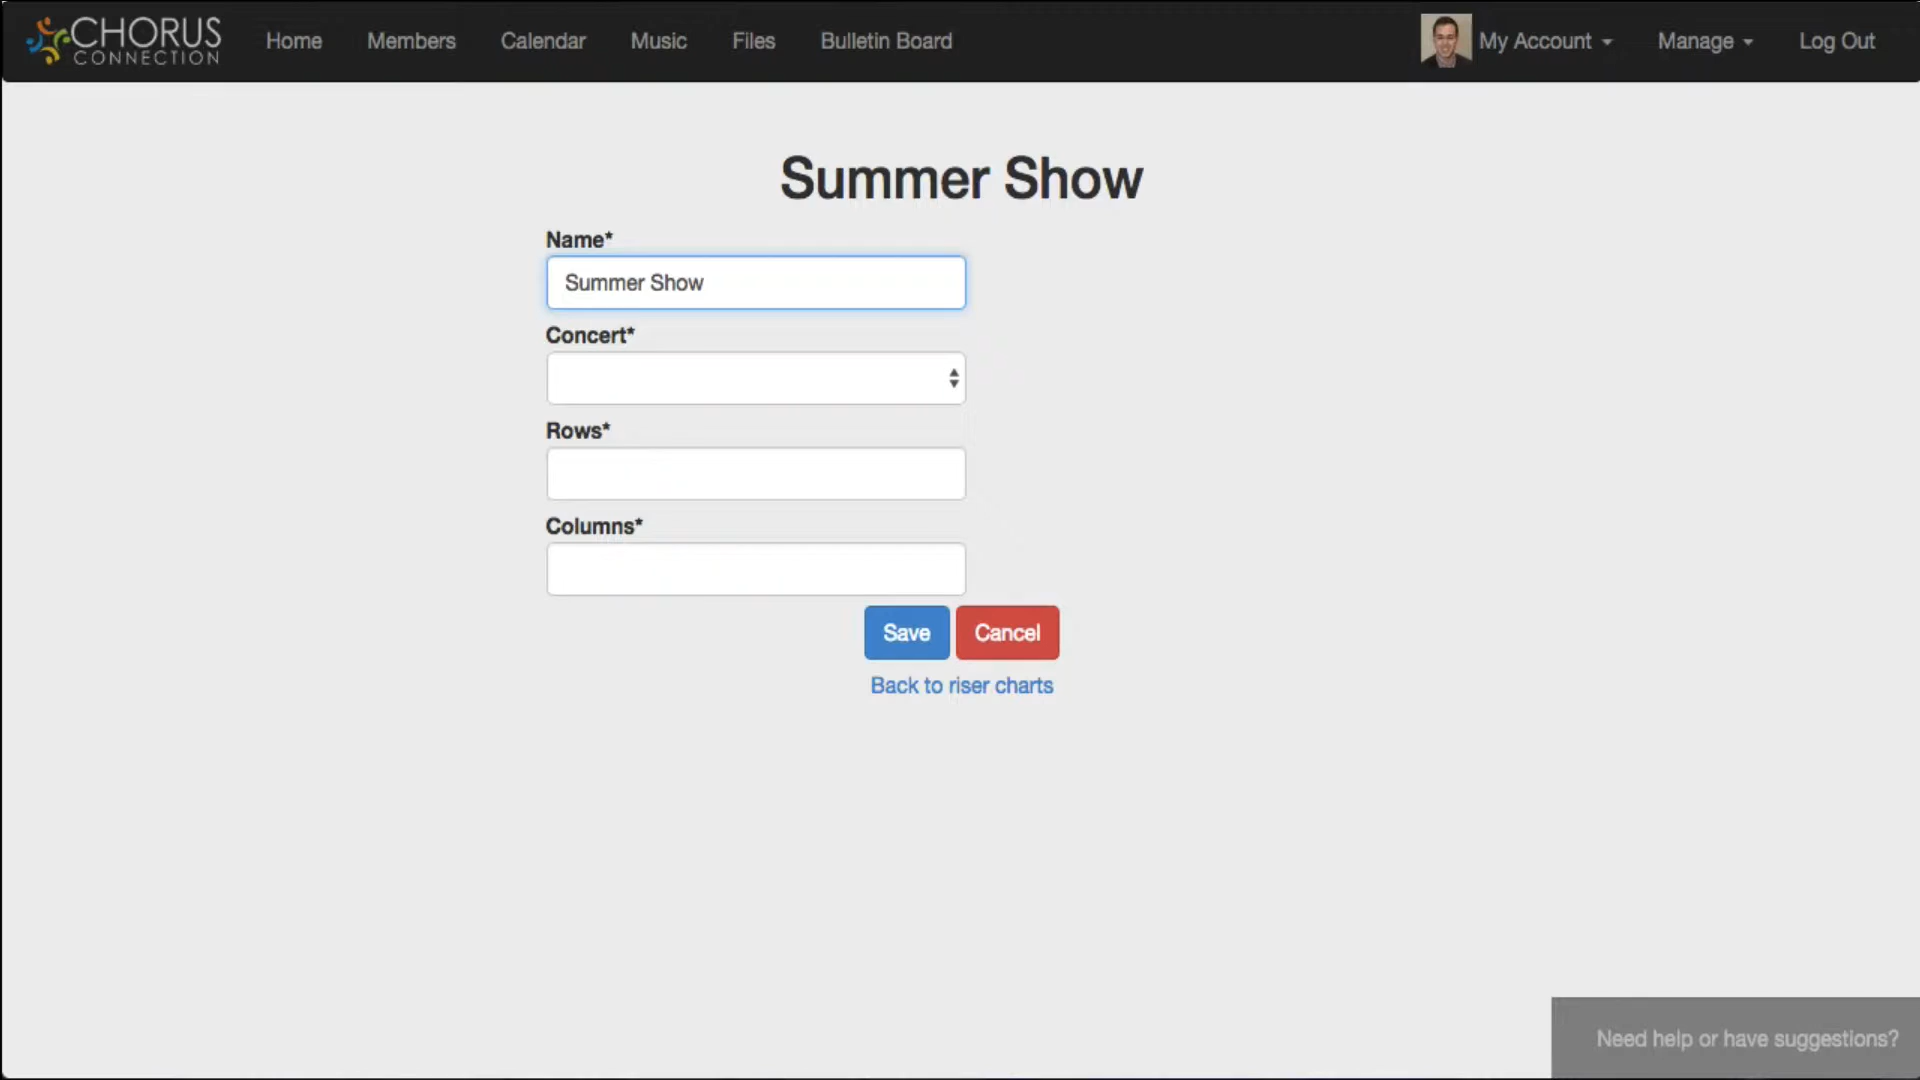 CHORUS
CONNECTION
Home
Members
Calendar
Music
Files
Bulletin Board
My Account
Manage
Log Out
Summer Show
Name*
Summer Show
Concert*
Rows*
Columns*
Save
Cancel
Back to riser charts
Need help or have suggestions?